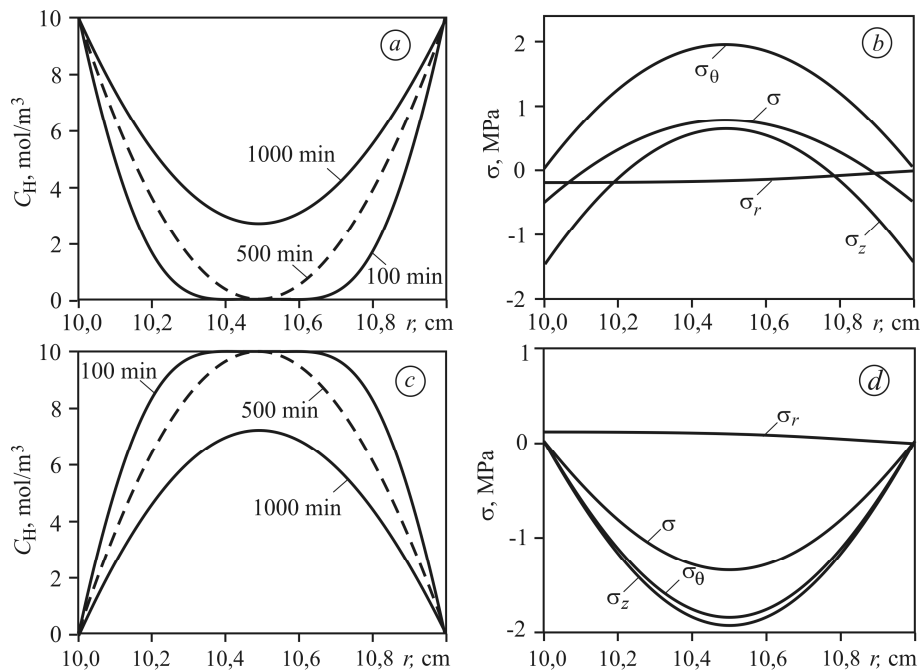 a
C_H, mol/m³
10
8
6
4
2
0
1000 min
500 min
100 min
10,0 10,2 10,4 10,6 10,8 r, cm
b
σ, MPa
2
1
0
-1
-2
σ_θ
σ
σ_r
σ_z
10,0 10,2 10,4 10,6 10,8 r, cm
c
C_H, mol/m³
10
8
6
4
2
0
100 min
500 min
1000 min
10,0 10,2 10,4 10,6 10,8 r, cm
d
σ, MPa
1
0
-1
-2
σ_r
σ
σ_θ
σ_z
10,0 10,2 10,4 10,6 10,8 r, cm